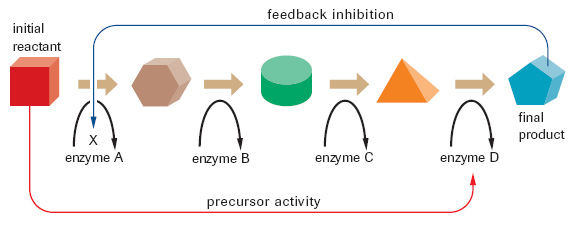 feedback inhibition
initial
reactant
final
product
X
enzyme A
enzyme B
enzyme C
enzyme D
precursor activity